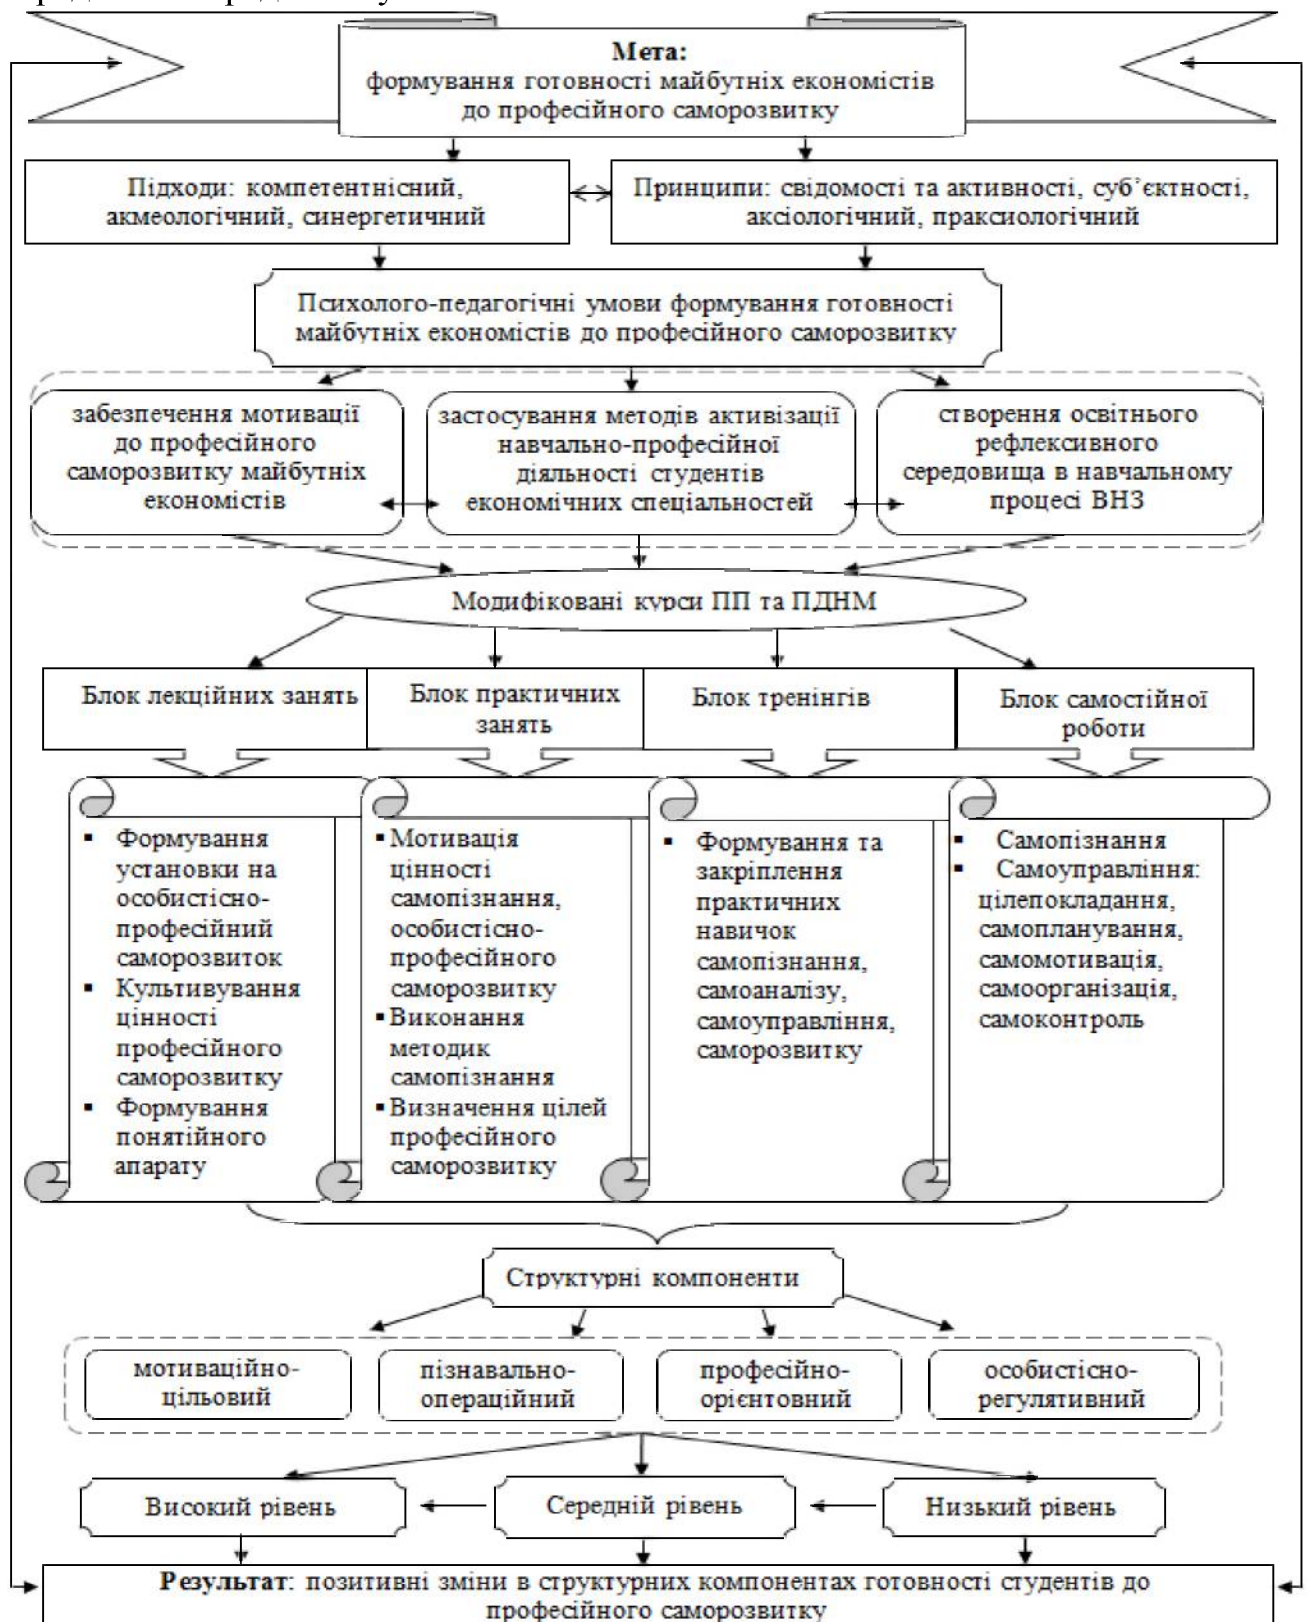 Мета:
формування готовності майбутніх економістів
до професійного саморозвитку
Підходи: компетентнісний,
акмеологічний, синергетичний
Принципи: свідомості та активності, суб’єктності,
аксіологічний, праксиологічний
Психолого-педагогічні умови формування готовності
майбутніх економістів до професійного саморозвитку
забезпечення мотивації
до професійного
саморозвитку майбутніх
економістів
застосування методів активізації
навчально-професійної
діяльності студентів
економічних спеціальностей
створення освітнього
рефлексивного
середовища в навчальному
процесі ВНЗ
Модифіковані курси ПП та ПДНМ
Блок лекційних занять
Блок практичних
занять
Блок тренінгів
Блок самостійної
роботи
▪ Формування
установки на
особистісно-
професійний
саморозвиток
▪ Культивування
цінності
професійного
саморозвитку
▪ Формування
понятійного
апарату
▪ Мотивація
цінності
самопізнання,
особистісно-
професійного
саморозвитку
▪ Виконання
методик
самопізнання
▪ Визначення цілей
професійного
саморозвитку
▪ Формування та
закріплення
практичних
навичок
самопізнання,
самоаналізу,
самоуправління,
саморозвитку
▪ Самопізнання
▪ Самоуправління:
цілепокладання,
самопланування,
самомотивація,
самоорганізація,
самоконтроль
Структурні компоненти
мотиваційно-
цільовий
пізнавально-
операційний
професійно-
орієнтовний
особистісно-
регулятивний
Високий рівень
Середній рівень
Низький рівень
Результат: позитивні зміни в структурних компонентах готовності студентів до
професійного саморозвитку